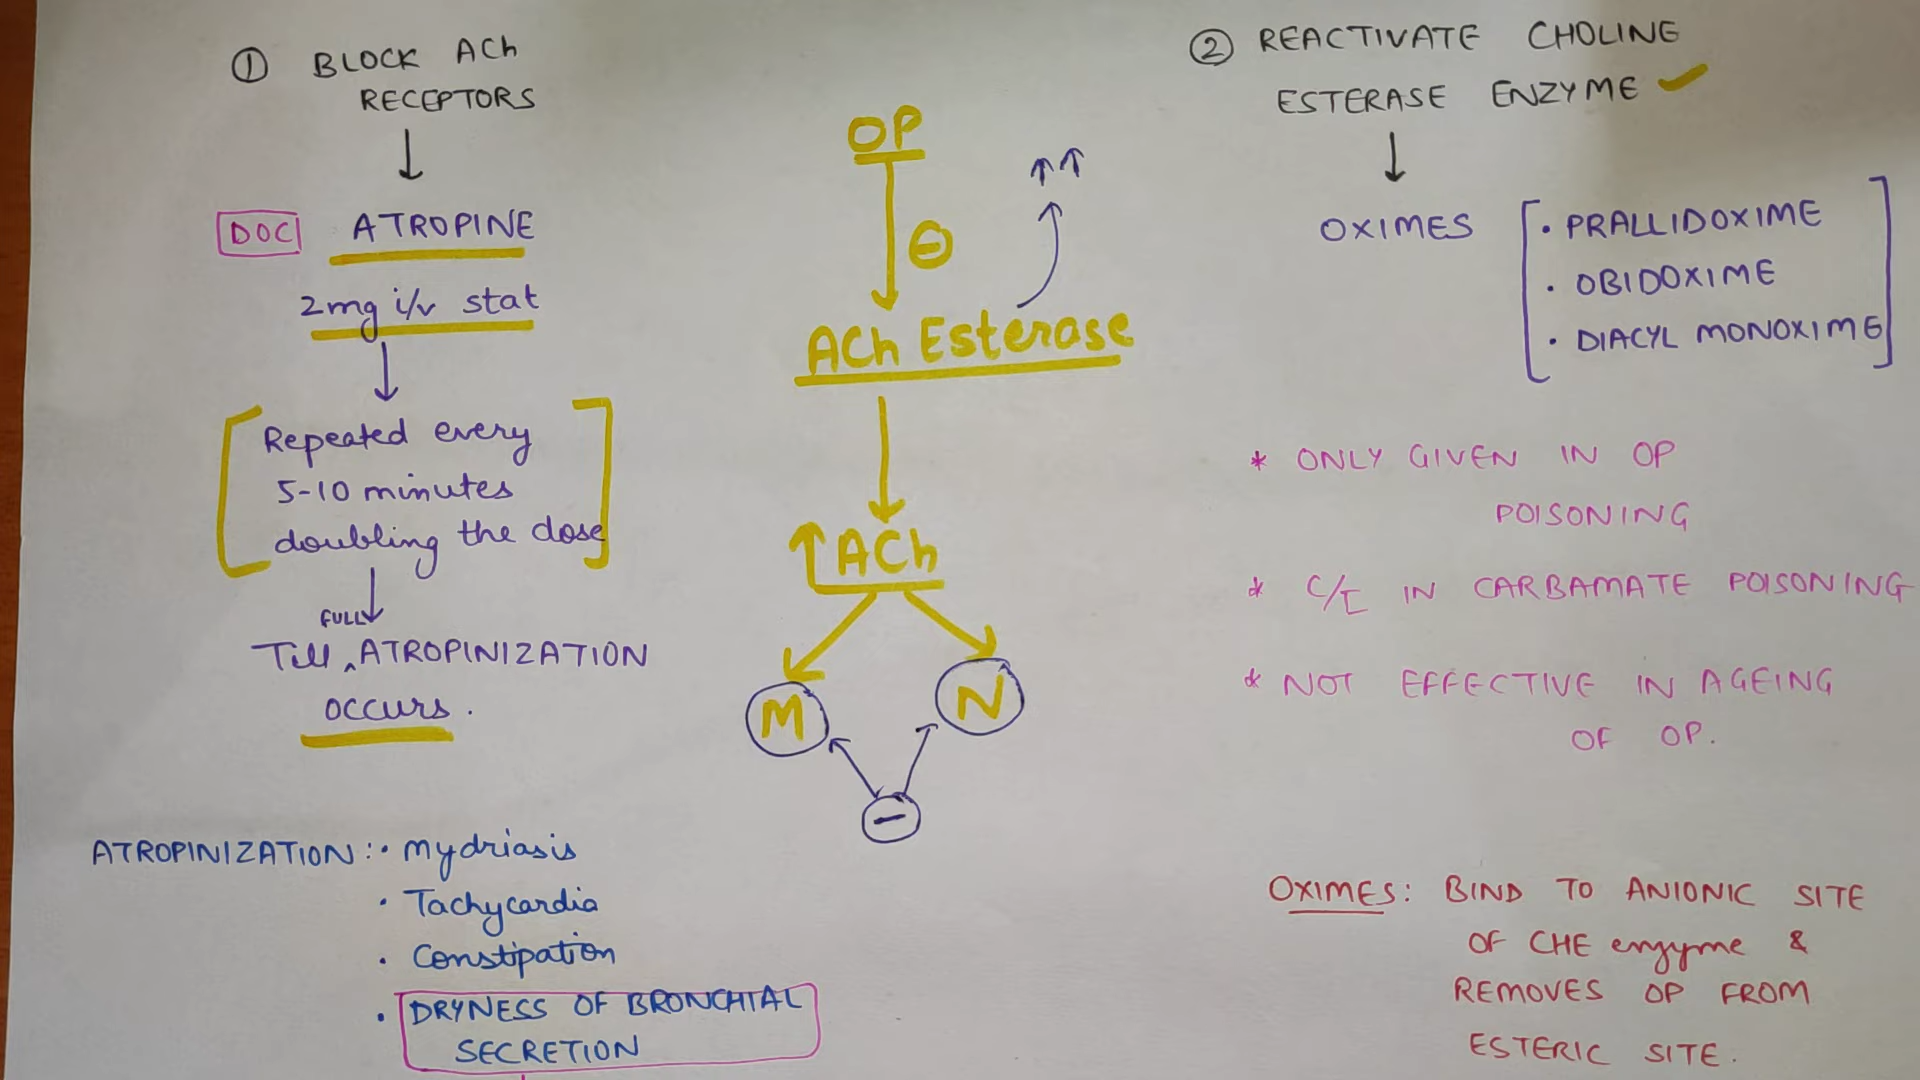 ① BLOCK ACh
RECEPTORS
↓
DOC ATROPINE
2mg i/v stat
↓
Repeated every
5-10 minutes
doubling the dose
↓
FULL
Till ^ ATROPINIZATION
OCCURS.
ATROPINIZATION: • Mydriasis
• Tachycardia
• Constipation
• DRYNESS OF BRONCHIAL
SECRETION
OP
↑↑
⊖
ACh Esterase
↑ ACh
M N
−
② REACTIVATE CHOLINE
ESTERASE ENZYME ✓
↓
OXIMES [ • PRALLIDOXIME
• OBIDOXIME
• DIACYL MONOXIME ]
* ONLY GIVEN IN OP
POISONING
* C/I IN CARBAMATE POISONING
* NOT EFFECTIVE IN AGEING
OF OP.
OXIMES: BIND TO ANIONIC SITE
OF CHE enzyme &
REMOVES OP FROM
ESTERIC SITE.